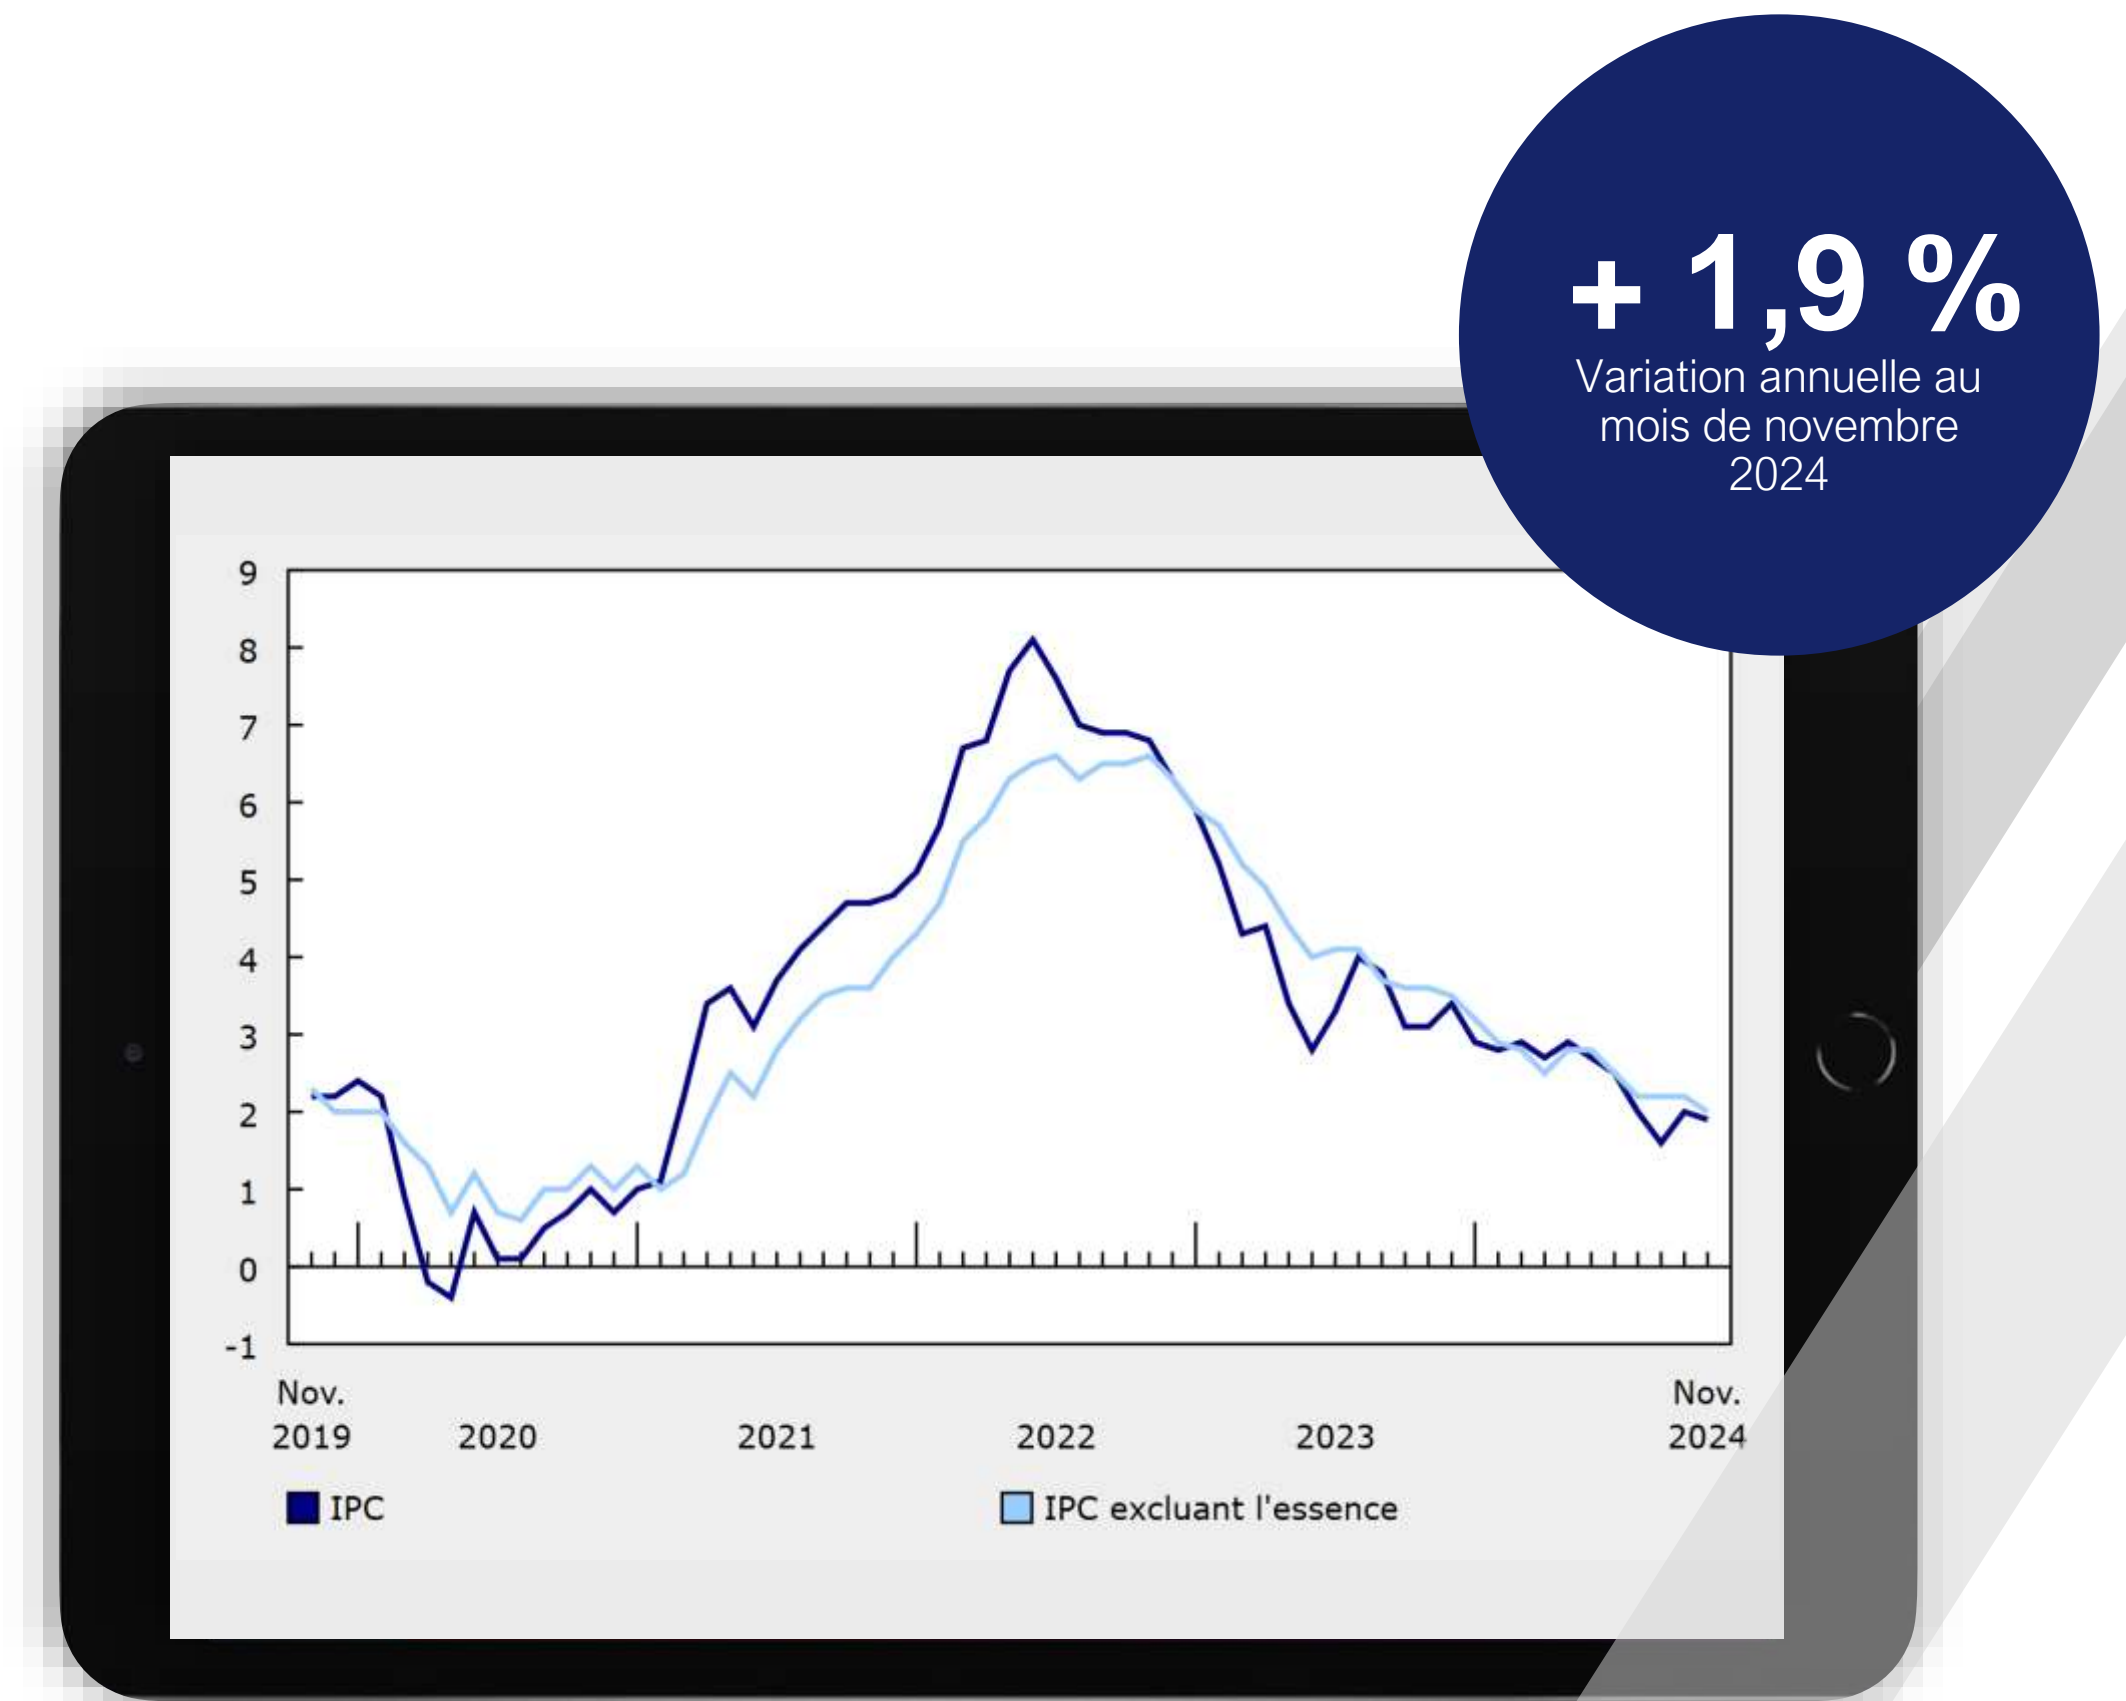 + 1,9 %
Variation annuelle au
mois de novembre
2024
9
8
7
6
5
4
3
2
1
0
-1
Nov. Nov.
2019 2020 2021 2022 2023 2024
IPC IPC excluant l'essence